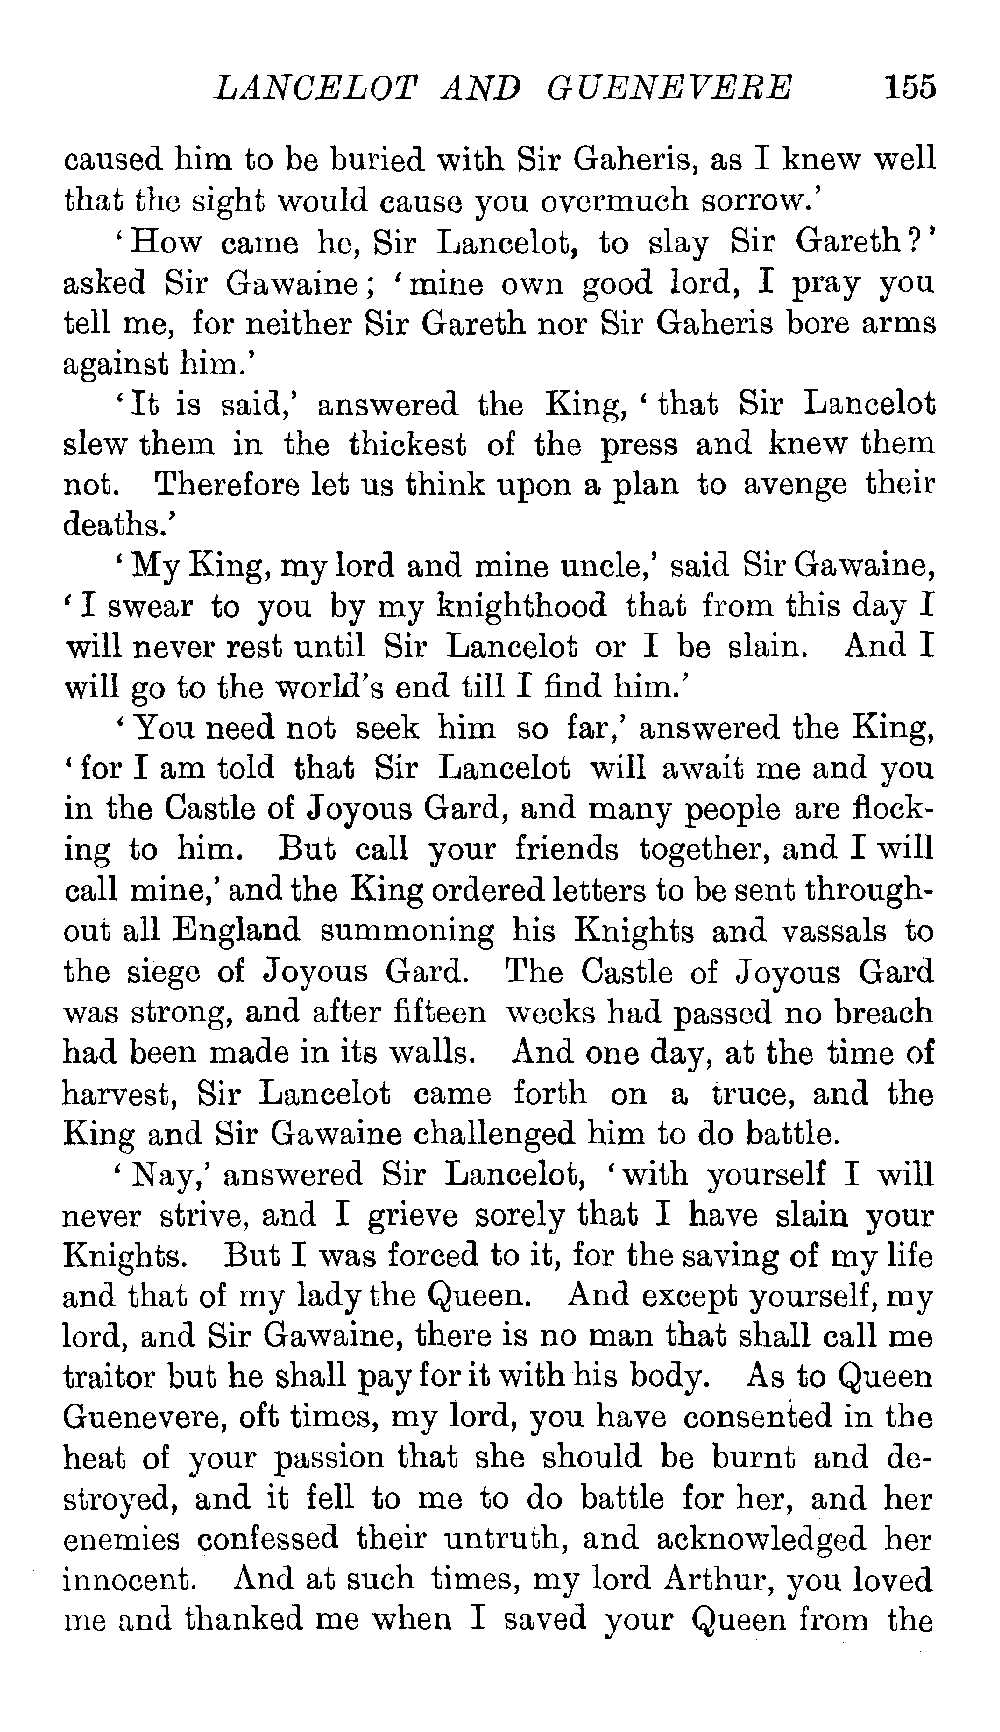 LANCELOT AND GUENEVERE 155
caused him to be buried with Sir Gaheris, as I knew well
that the sight would cause you overmuch sorrow.’
‘How came he, Sir Lancelot, to slay Sir Gareth?’
asked Sir Gawaine; ‘mine own good lord, I pray you
tell me, for neither Sir Gareth nor Sir Gaheris bore arms
against him.’
‘It is said,’ answered the King, ‘that Sir Lancelot
slew them in the thickest of the press and knew them
not. Therefore let us think upon a plan to avenge their
deaths.’
‘My King, my lord and mine uncle,’ said Sir Gawaine,
‘I swear to you by my knighthood that from this day I
will never rest until Sir Lancelot or I be slain. And I
will go to the world’s end till I find him.’
‘You need not seek him so far,’ answered the King,
‘for I am told that Sir Lancelot will await me and you
in the Castle of Joyous Gard, and many people are flock-
ing to him. But call your friends together, and I will
call mine,’ and the King ordered letters to be sent through-
out all England summoning his Knights and vassals to
the siege of Joyous Gard. The Castle of Joyous Gard
was strong, and after fifteen weeks had passed no breach
had been made in its walls. And one day, at the time of
harvest, Sir Lancelot came forth on a truce, and the
King and Sir Gawaine challenged him to do battle.
‘Nay,’ answered Sir Lancelot, ‘with yourself I will
never strive, and I grieve sorely that I have slain your
Knights. But I was forced to it, for the saving of my life
and that of my lady the Queen. And except yourself, my
lord, and Sir Gawaine, there is no man that shall call me
traitor but he shall pay for it with his body. As to Queen
Guenevere, oft times, my lord, you have consented in the
heat of your passion that she should be burnt and de-
stroyed, and it fell to me to do battle for her, and her
enemies confessed their untruth, and acknowledged her
innocent. And at such times, my lord Arthur, you loved
me and thanked me when I saved your Queen from the